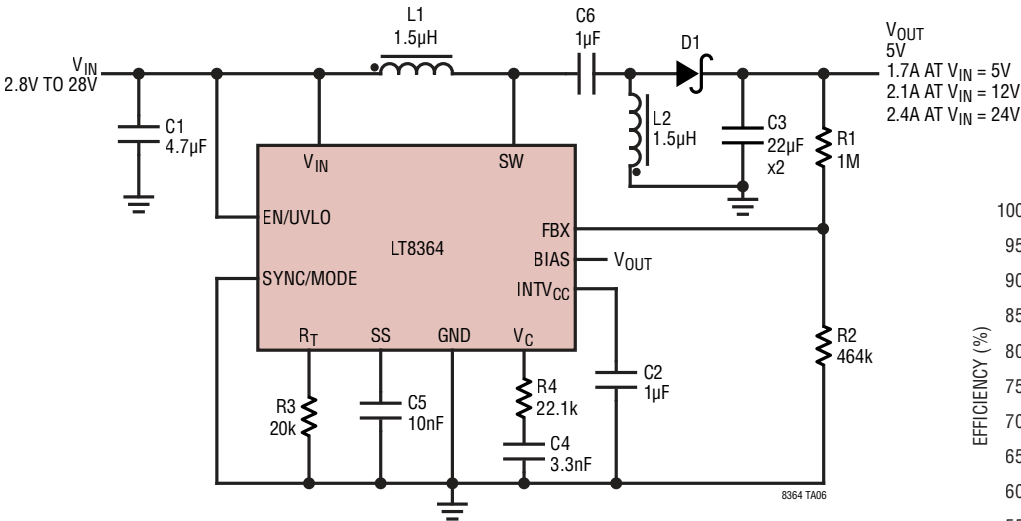 L1
1.5µH
C6
1µF
D1
VIN
2.8V TO 28V
VOUT
5V
1.7A AT VIN = 5V
2.1A AT VIN = 12V
2.4A AT VIN = 24V
C1
4.7µF
L2
1.5µH
C3
22µF
x2
R1
1M
VIN
SW
EN/UVLO
FBX
LT8364
BIAS
VOUT
SYNC/MODE
INTVCC
RT
SS
GND
VC
R2
464k
R3
20k
C5
10nF
R4
22.1k
C2
1µF
C4
3.3nF
8364 TA06
100
95
90
85
80
75
70
65
60
EFFICIENCY (%)